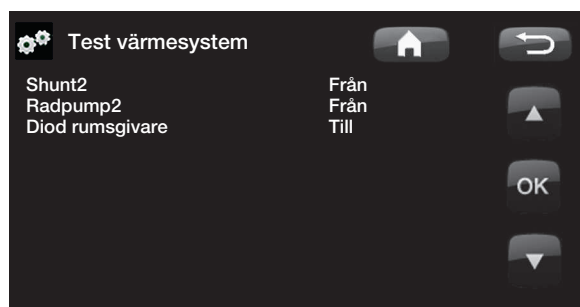 Test värmesystem
Shunt2 Från
Radpump2 Från
Diod rumsgivare Till
OK